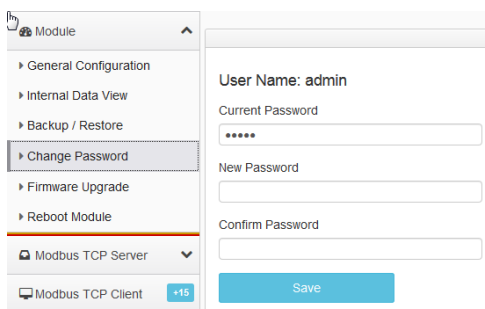 Module
General Configuration
Internal Data View
Backup / Restore
Change Password
Firmware Upgrade
Reboot Module
Modbus TCP Server
Modbus TCP Client +15
User Name: admin
Current Password
•••••
New Password
Confirm Password
Save